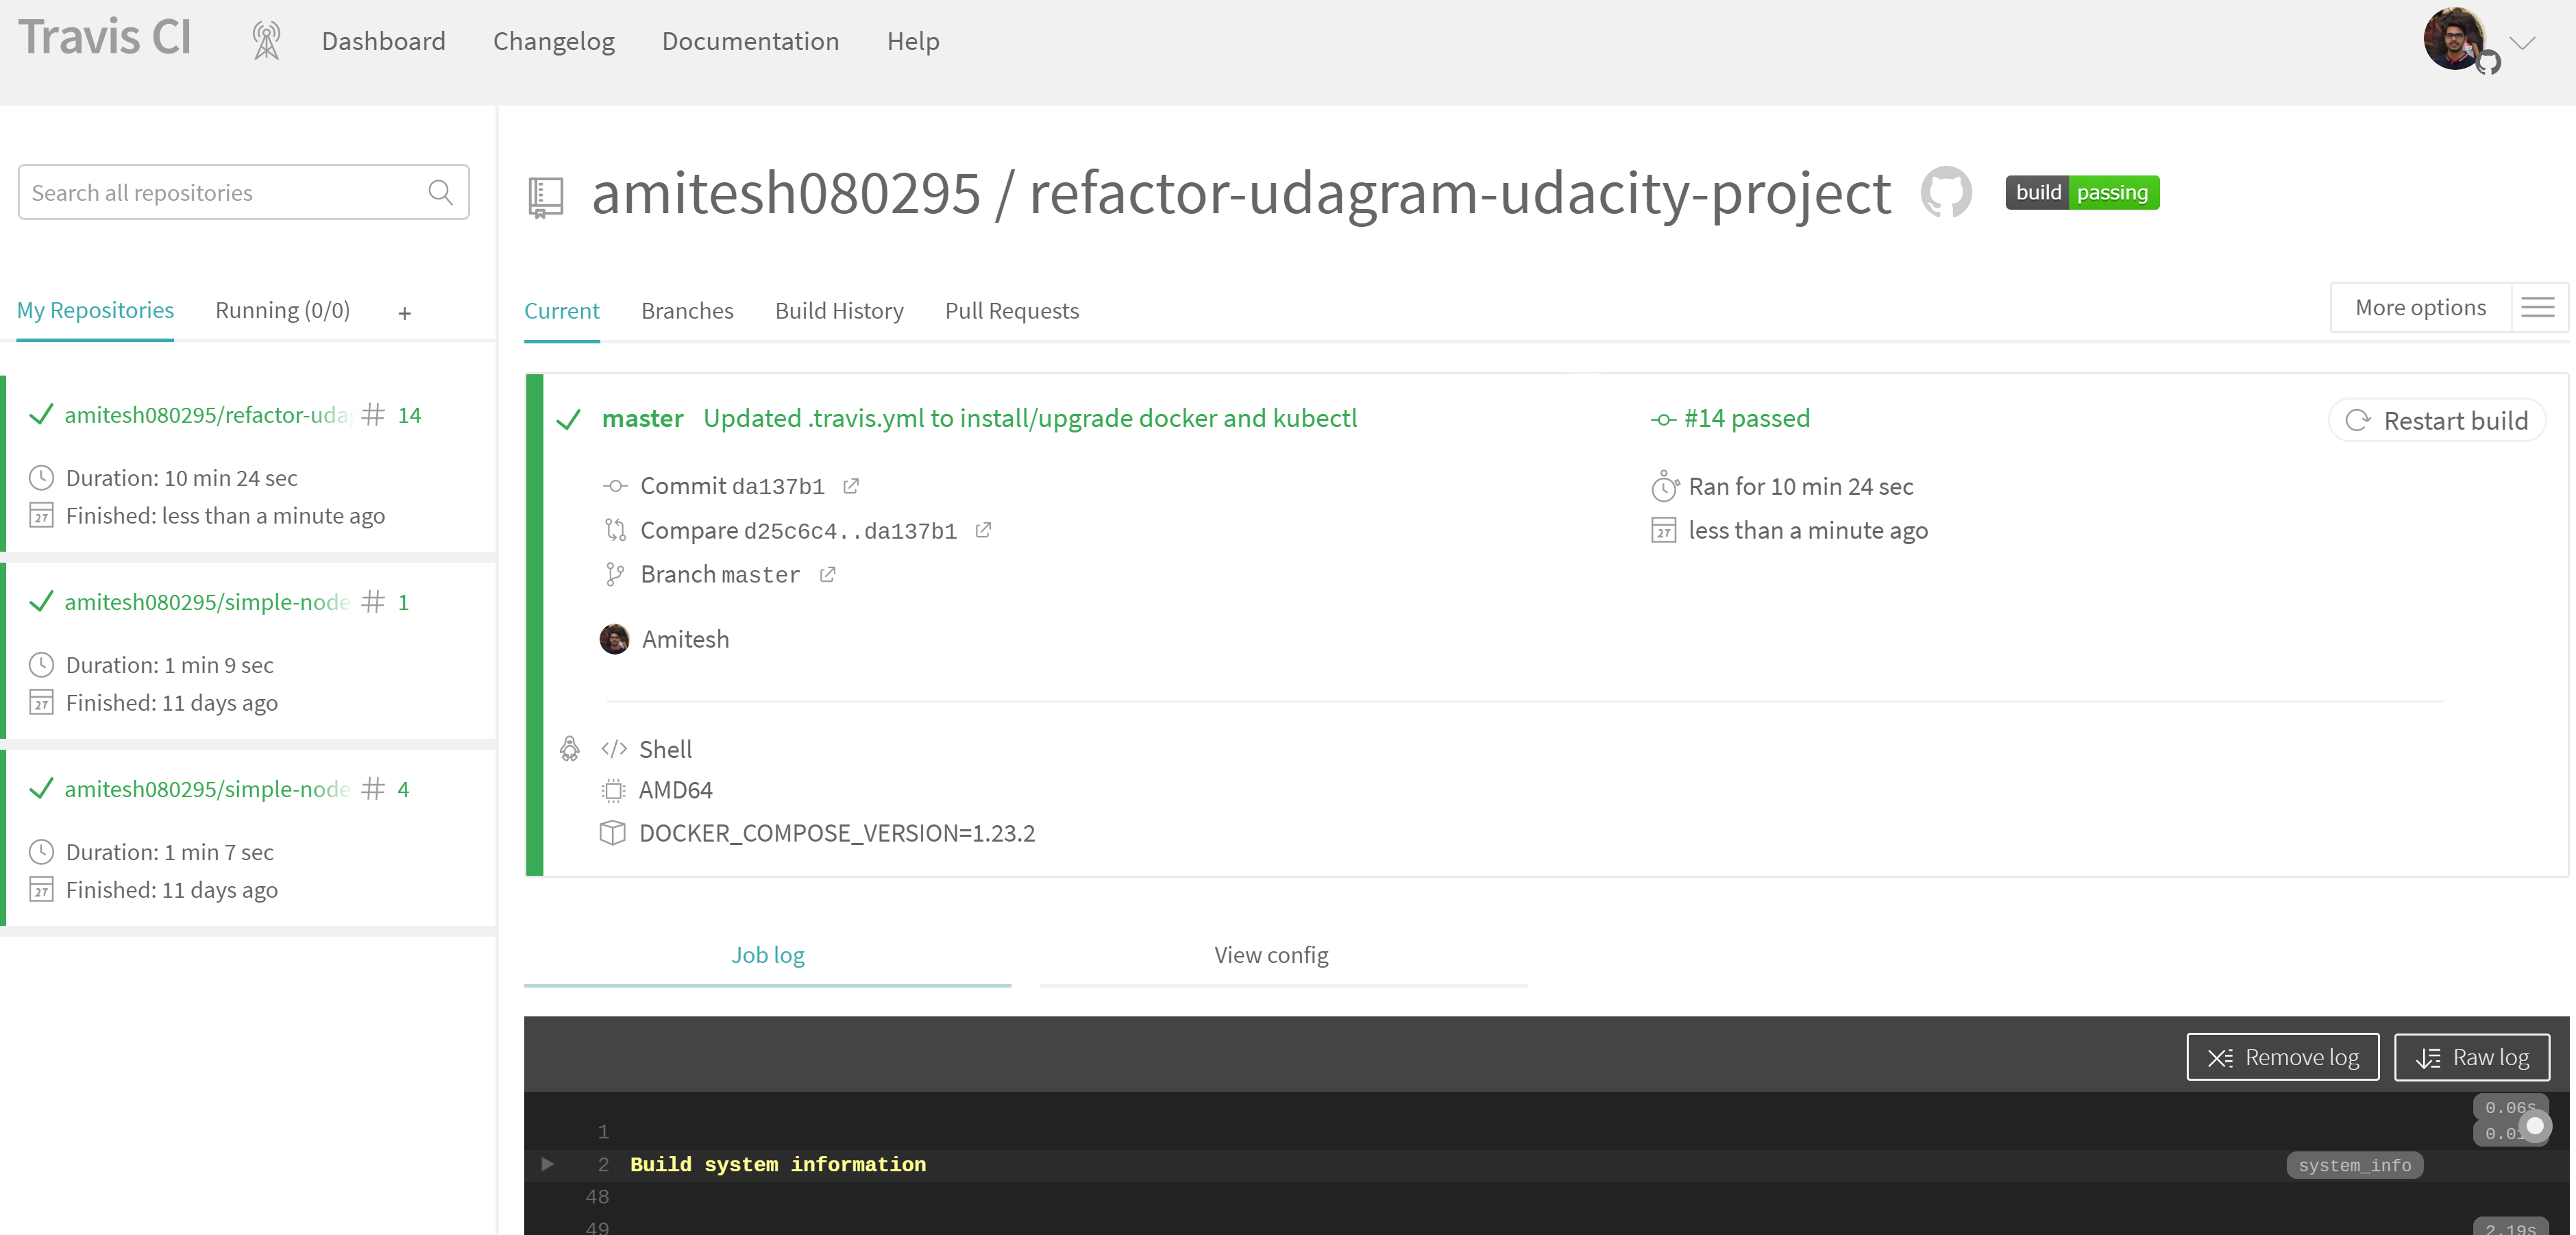 Travis CI Dashboard Changelog Documentation Help
Search all repositories
My Repositories Running (0/0) +
amitesh080295/refactor-udag # 14
Duration: 10 min 24 sec
Finished: less than a minute ago
amitesh080295/simple-node # 1
Duration: 1 min 9 sec
Finished: 11 days ago
amitesh080295/simple-node # 4
Duration: 1 min 7 sec
Finished: 11 days ago
amitesh080295 / refactor-udagram-udacity-project build passing
Current Branches Build History Pull Requests More options
master Updated .travis.yml to install/upgrade docker and kubectl
#14 passed
Restart build
Commit da137b1
Compare d25c6c4..da137b1
Branch master
Ran for 10 min 24 sec
less than a minute ago
Amitesh
Shell
AMD64
DOCKER_COMPOSE_VERSION=1.23.2
Job log View config
Remove log Raw log
0.06s
1
2 Build system information system_info
48
49 2.19s